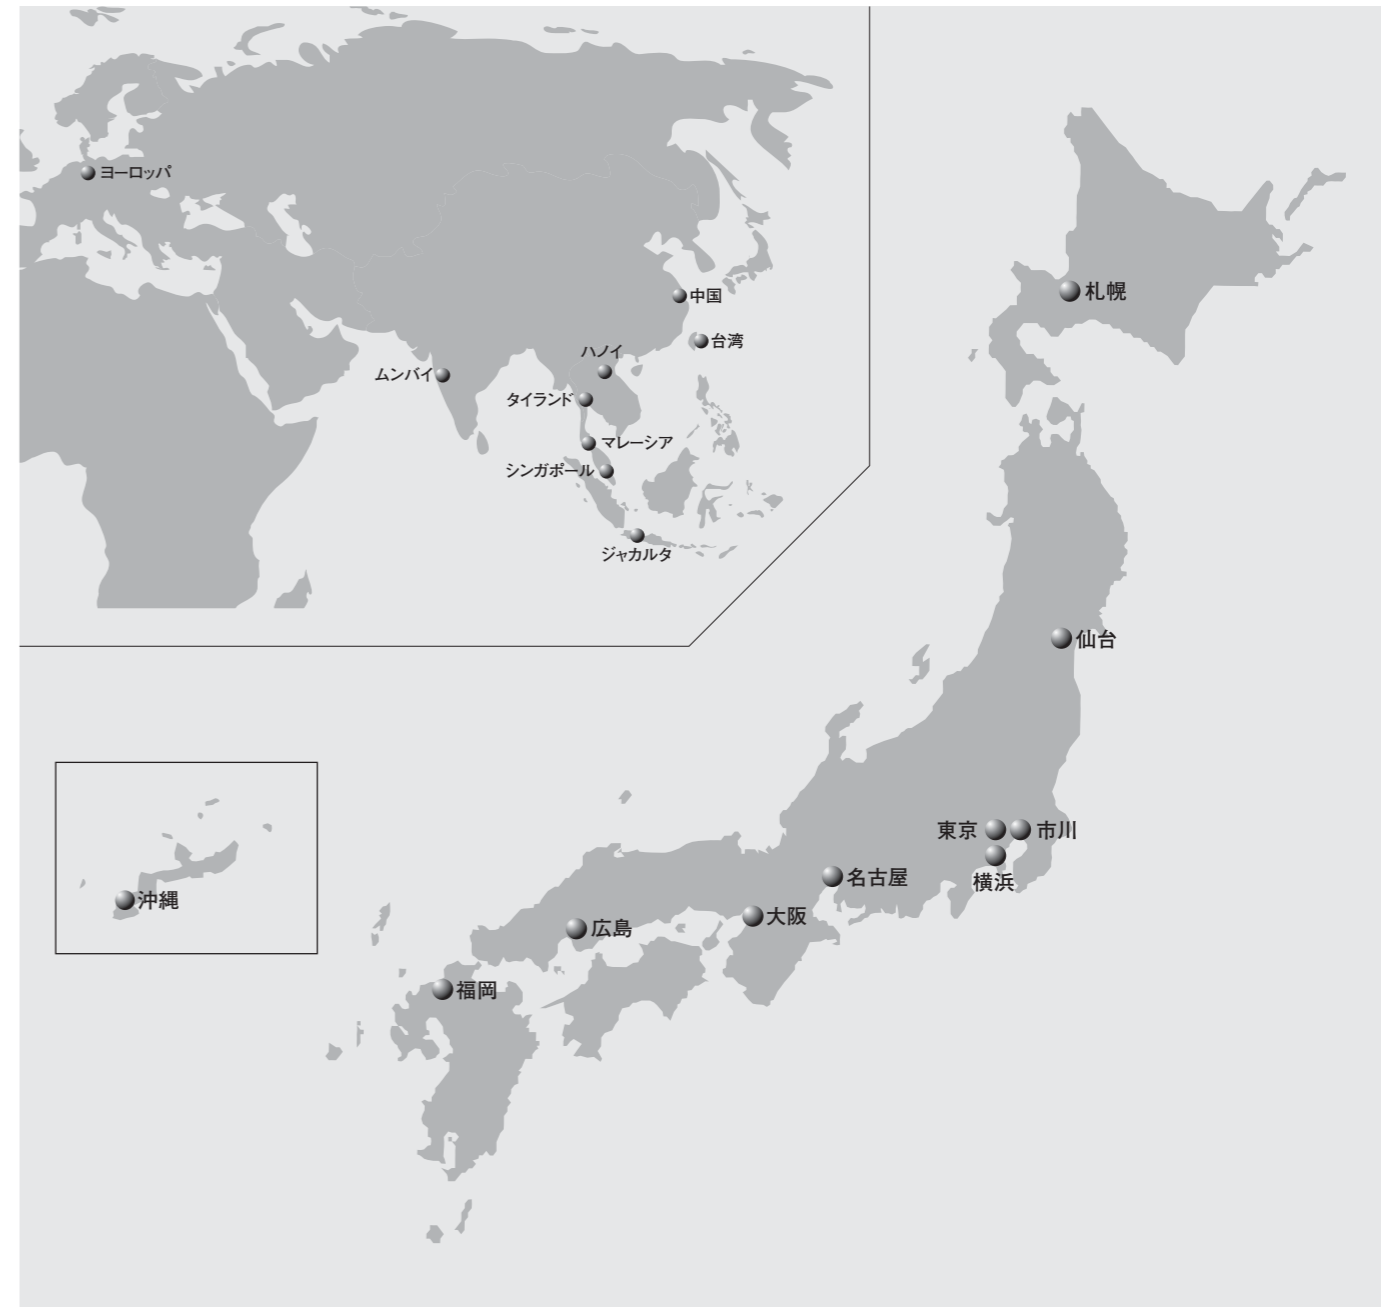 ヨーロッパ
中国
台湾
ハノイ
ムンバイ
タイランド
マレーシア
シンガポール
ジャカルタ
札幌
仙台
東京
市川
横浜
名古屋
大阪
広島
福岡
沖縄